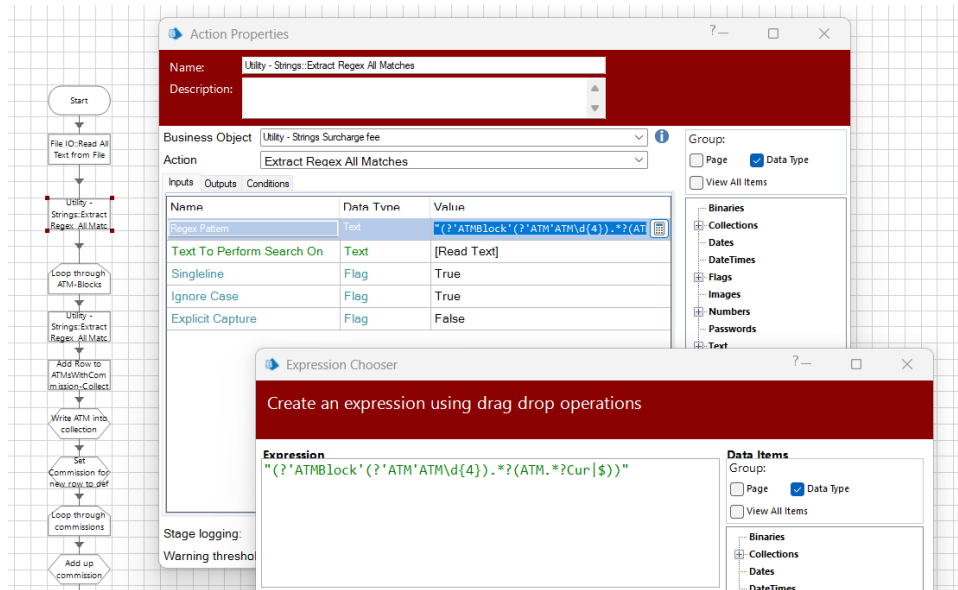 Action Properties
?
Name:
Utility - Strings::Extract Regex All Matches
Description:
Business Object
Utility - Strings Surcharge fee
Action
Extract Regex All Matches
Inputs
Outputs
Conditions
Name
Data Type
Value
Regex Pattern
Text
"(?'ATMBlock'(?'ATM'ATM\d{4}).*?(AT
Text To Perform Search On
Text
[Read Text]
Singleline
Flag
True
Ignore Case
Flag
True
Explicit Capture
Flag
False
Stage logging:
Warning threshol
Group:
Page
Data Type
View All Items
Binaries
Collections
Dates
DateTimes
Flags
Images
Numbers
Passwords
Text
Start
File IO::Read All
Text from File
Utility -
Strings::Extract
Regex All Matc
Loop through
ATM-Blocks
Utility -
Strings::Extract
Regex All Matc
Add Row to
ATMsWithCom
mission-Collect
Write ATM into
collection
Set
Commission for
new row to def
Loop through
commissions
Add up
commission
Expression Chooser
?
Create an expression using drag drop operations
Expression
"(?'ATMBlock'(?'ATM'ATM\d{4}).*?(ATM.*?Cur|$))"
Data Items
Group:
Page
Data Type
View All Items
Binaries
Collections
Dates
DateTimes